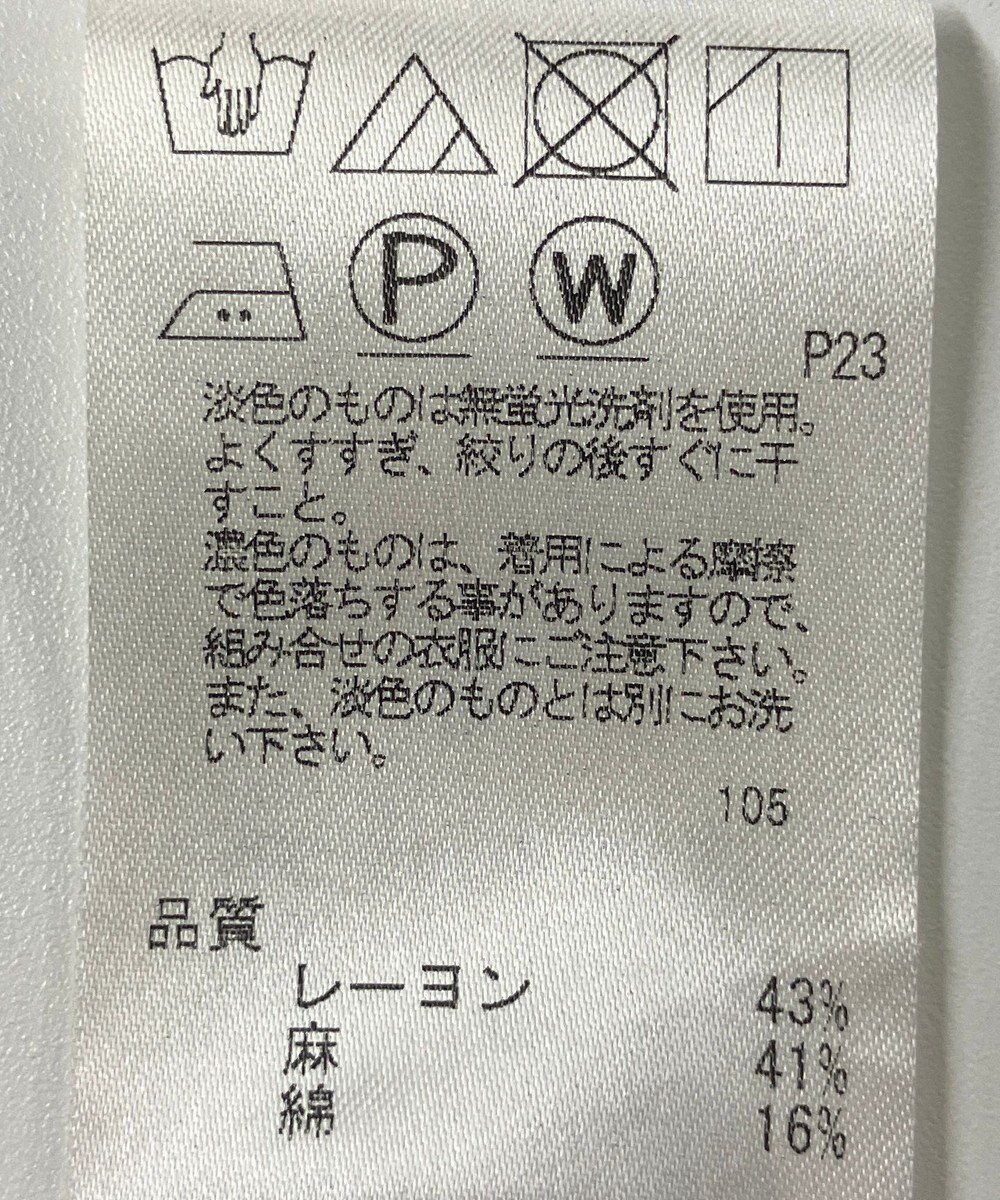 P
W
P23
淡色のものは無蛍光洗剤を使用。
よくすすぎ、絞りの後すぐに干
すこと。
濃色のものは、着用による摩擦
で色落ちする事がありますので、
組み合せの衣服にご注意下さい。
また、淡色のものとは別にお洗
い下さい。
105
品質
レーヨン 43%
麻 41%
綿 16%